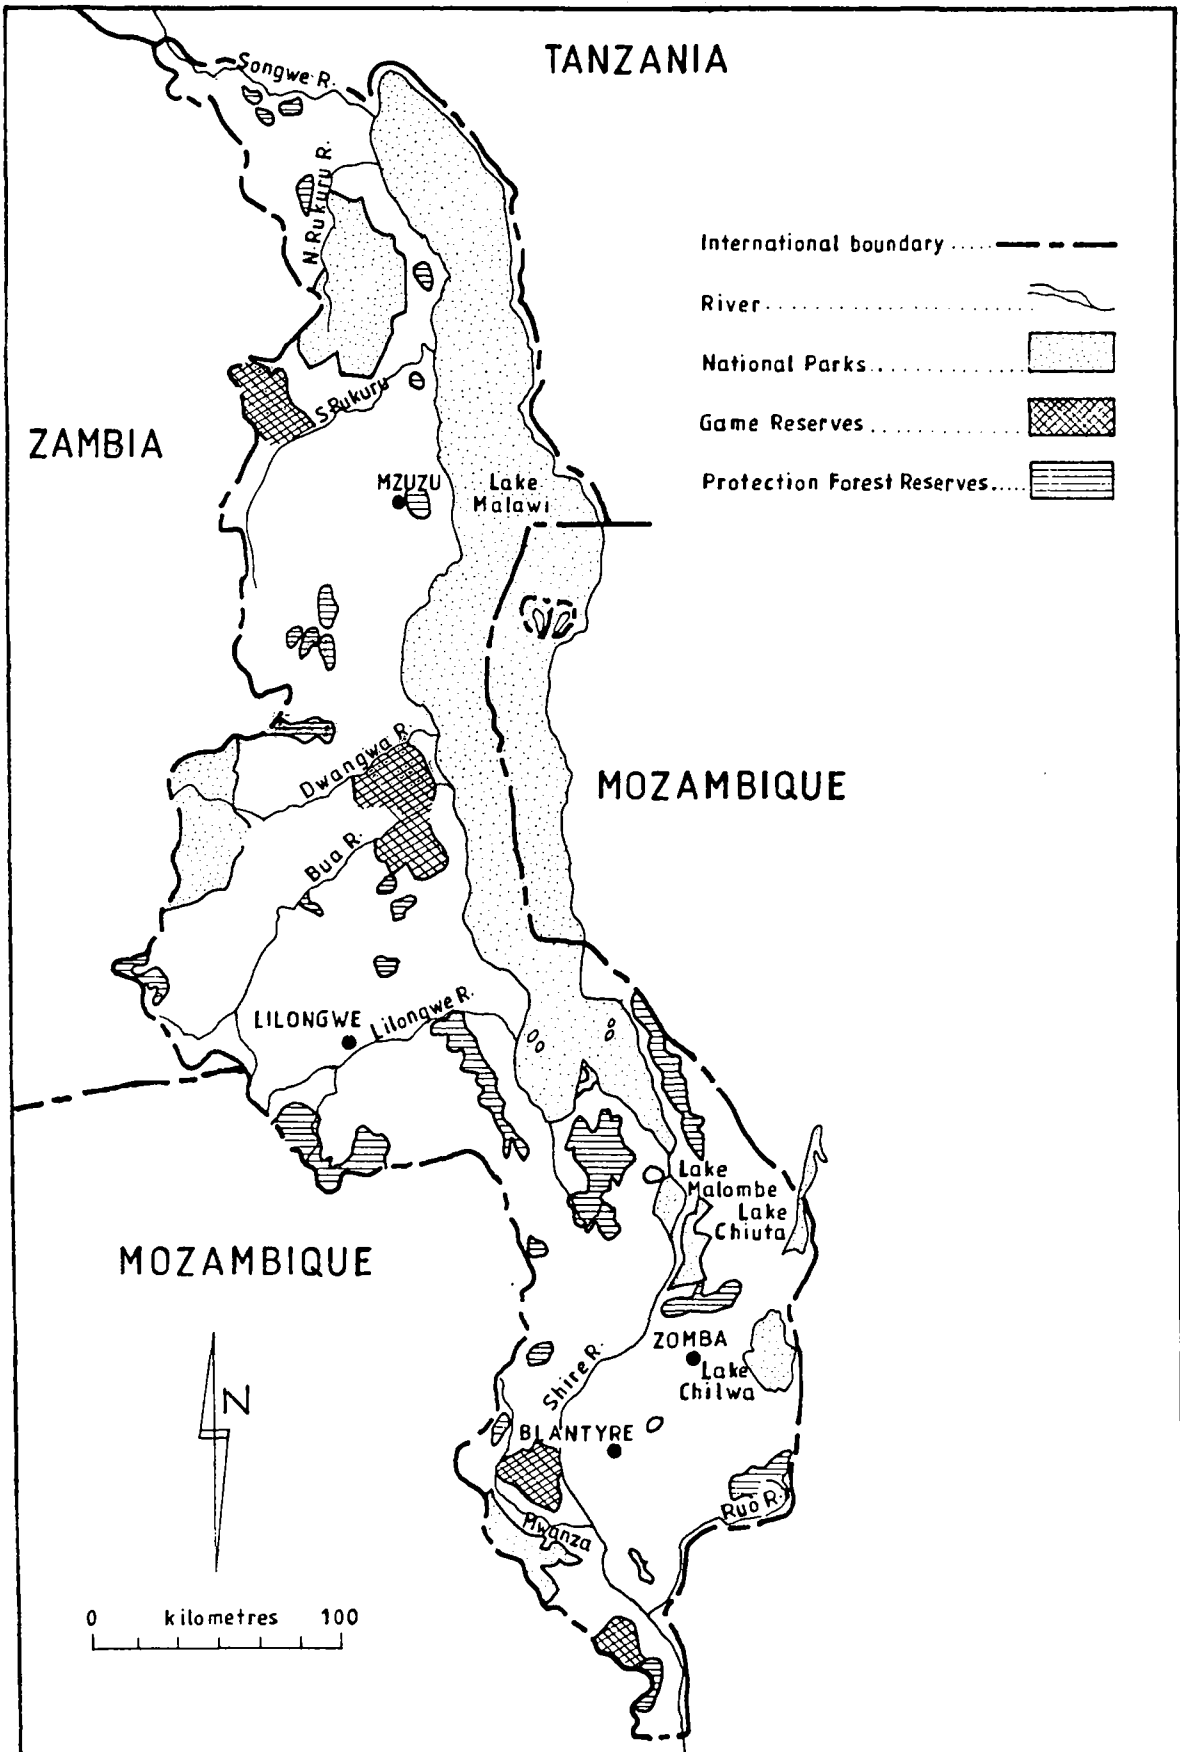 TANZANIA
Songwe R.
N. Rukuru R.
International boundary .....
River ..............
National Parks ..............
Game Reserves ..............
Protection Forest Reserves.....
S. Rukuru
ZAMBIA
MZUZU
Lake
Malawi
Dwangwa R.
MOZAMBIQUE
Bua R.
LILONGWE
Lilongwe R.
Lake
Malombe
Lake
Chiuta
MOZAMBIQUE
N
ZOMBA
Lake
Chilwa
Shire R.
BLANTYRE
Ruo R.
Mwanza
0 kilometres 100